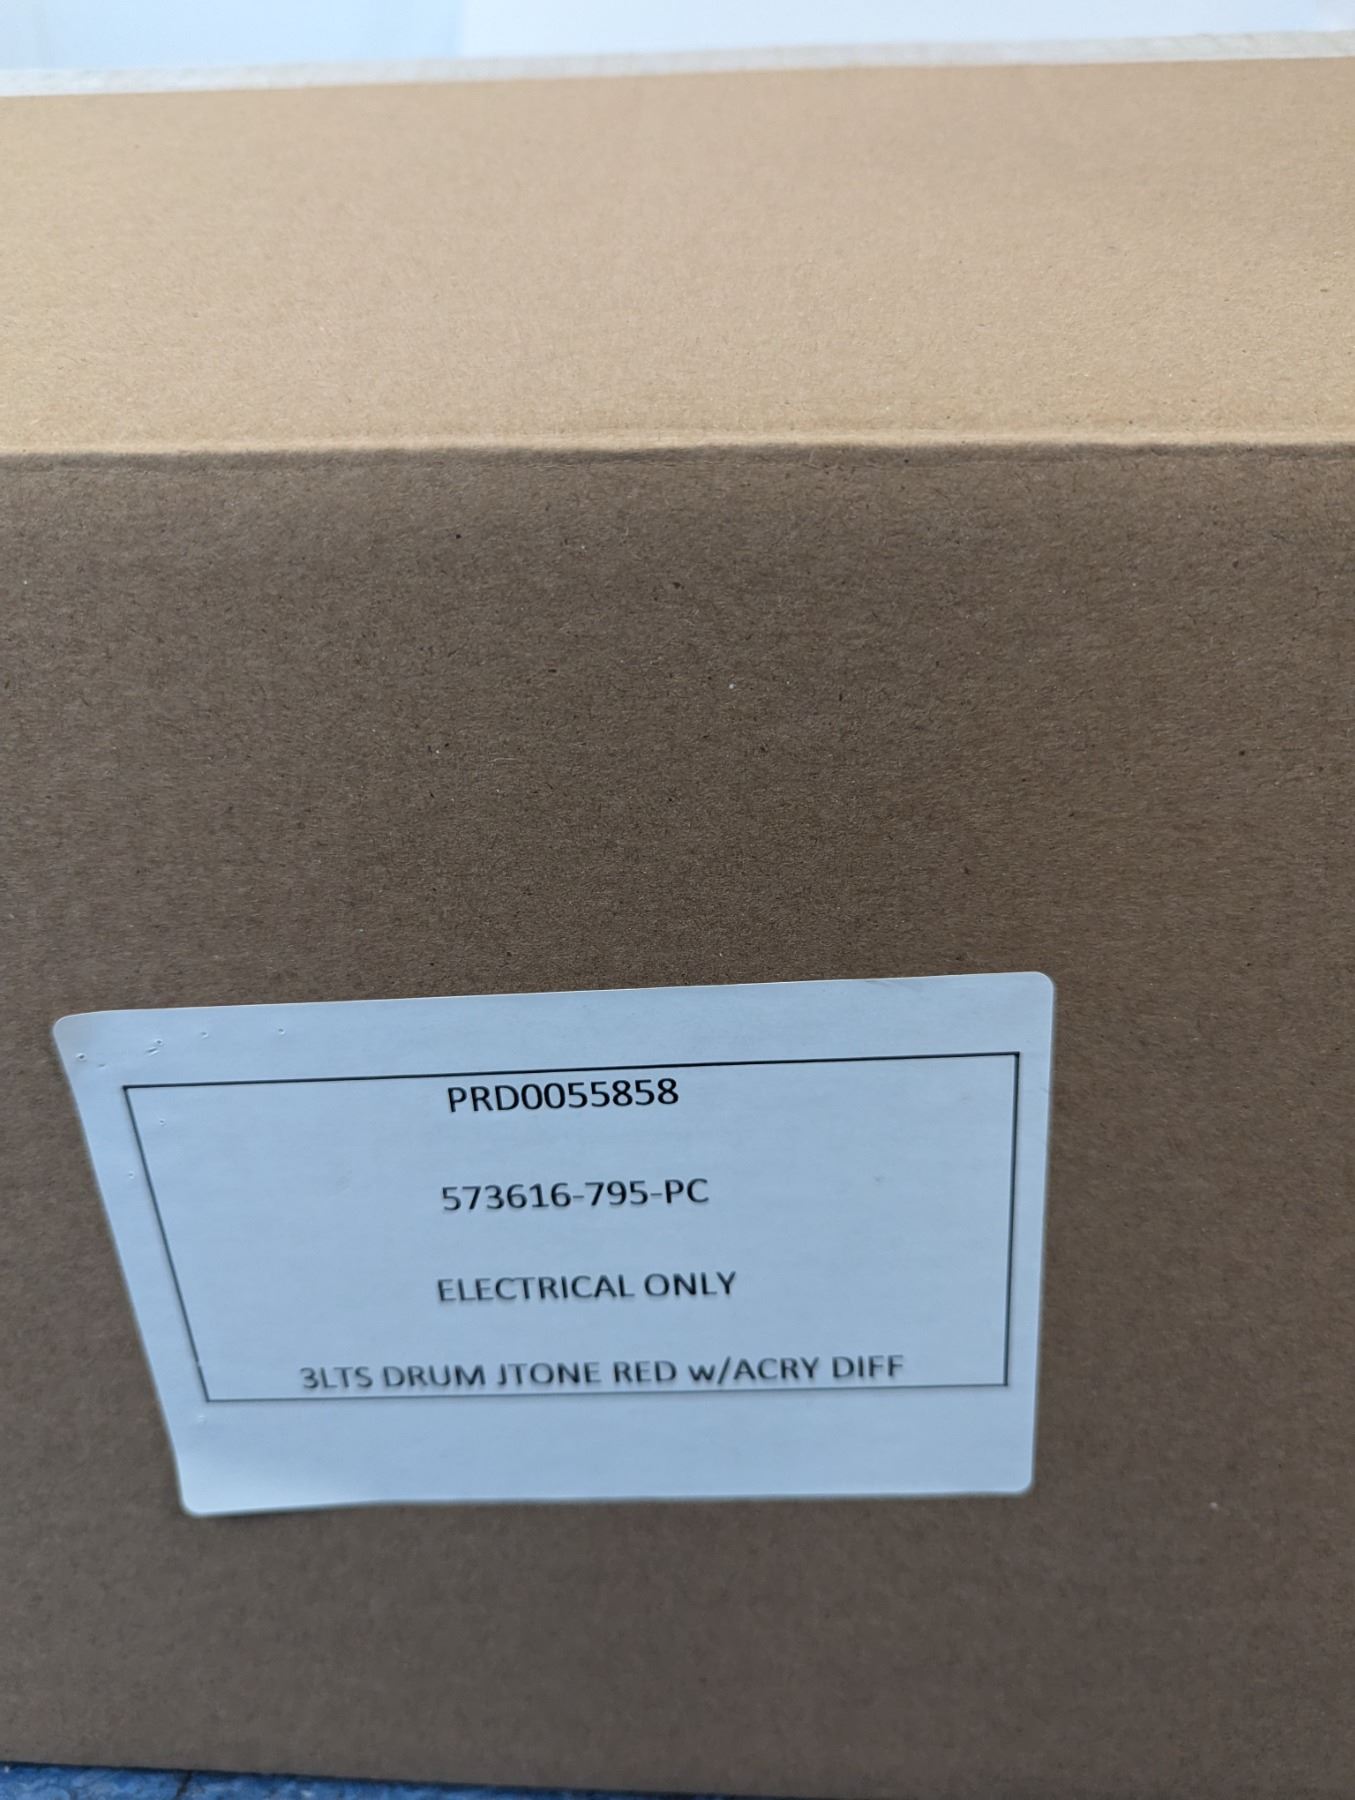 PRD0055858
573616-795-PC
ELECTRICAL ONLY
3LTS DRUM JTONE RED w/ACRY DIFF